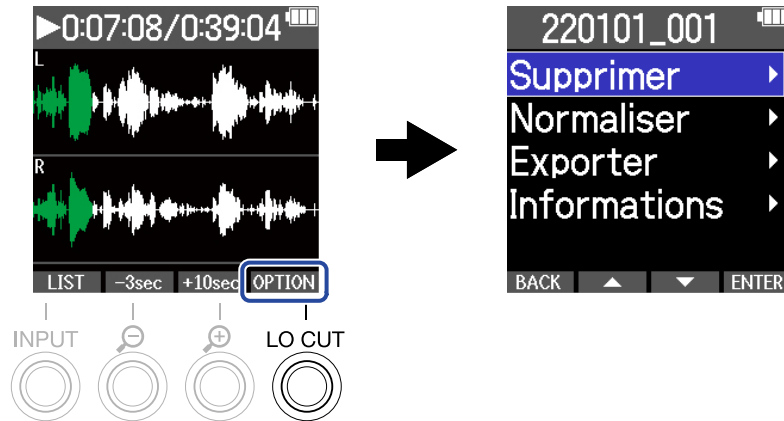 ▶0:07:08/0:39:04
L
R
LIST -3sec +10sec OPTION
INPUT LO CUT
220101_001
Supprimer
Normaliser
Exporter
Informations
BACK ▲ ▼ ENTER